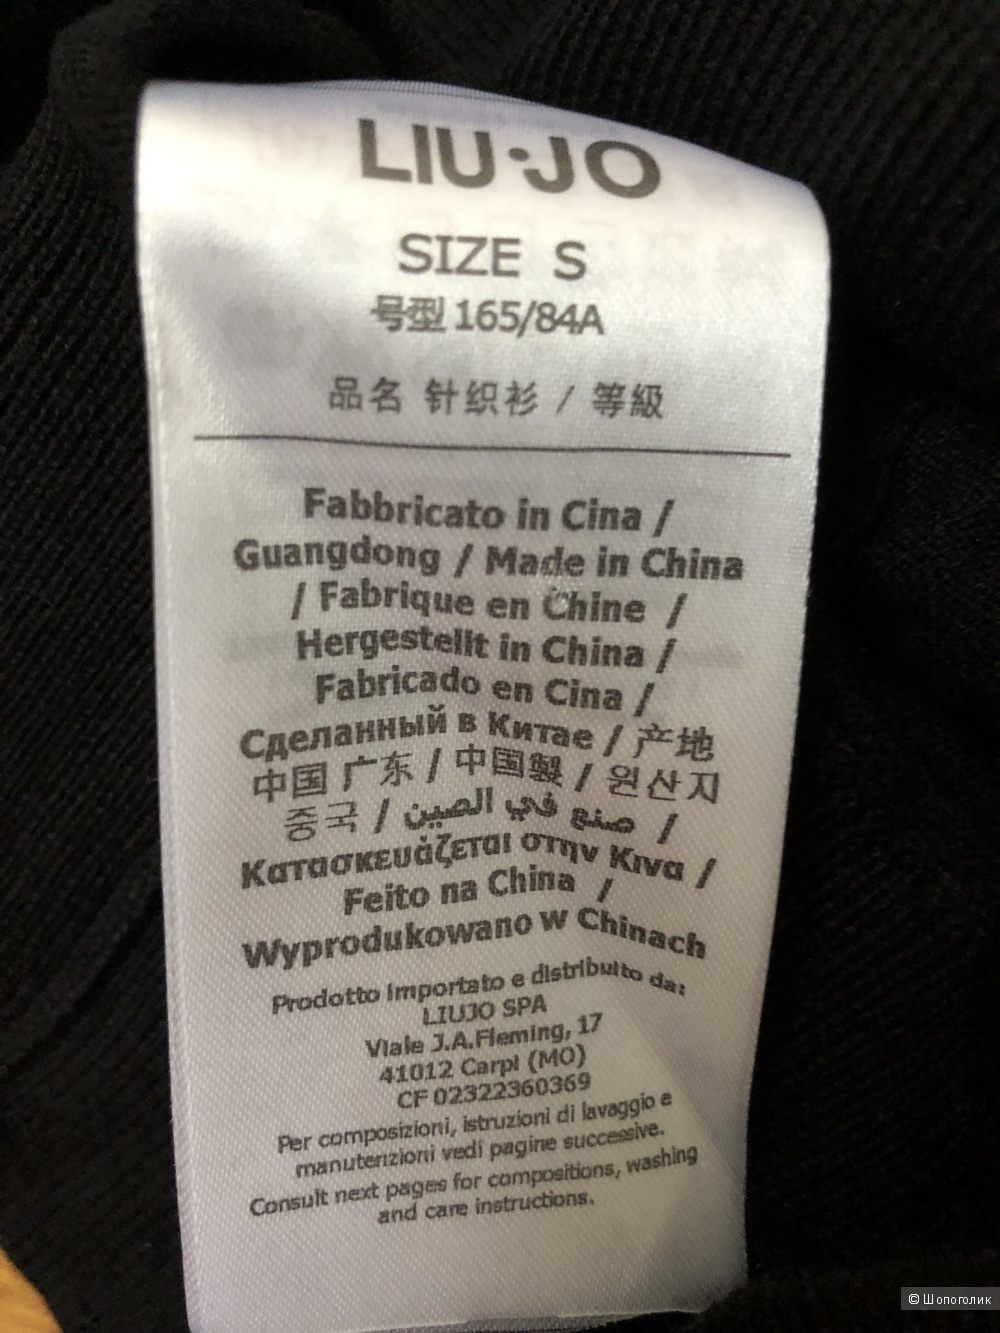 LIU·JO
SIZE S
号型 165/84A
品名 针织衫 / 等級
Fabbricato in Cina /
Guangdong / Made in China
/ Fabrique en Chine /
Hergestellt in China /
Fabricado en Cina /
Сделанный в Китае / 产地
中国 广东 / 中国製 / 원산지
중국 / صنع في الصين /
Κατασκευάζεται στην Κινα /
Feito na China /
Wyprodukowano w Chinach
Prodotto importato e distribuito da:
LIUJO SPA
Viale J.A.Fleming, 17
41012 Carpi (MO)
CF 02322360369
Per composizioni, istruzioni di lavaggio e
manutenzioni vedi pagine successive.
Consult next pages for compositions, washing
and care instructions.
© Шопоголик